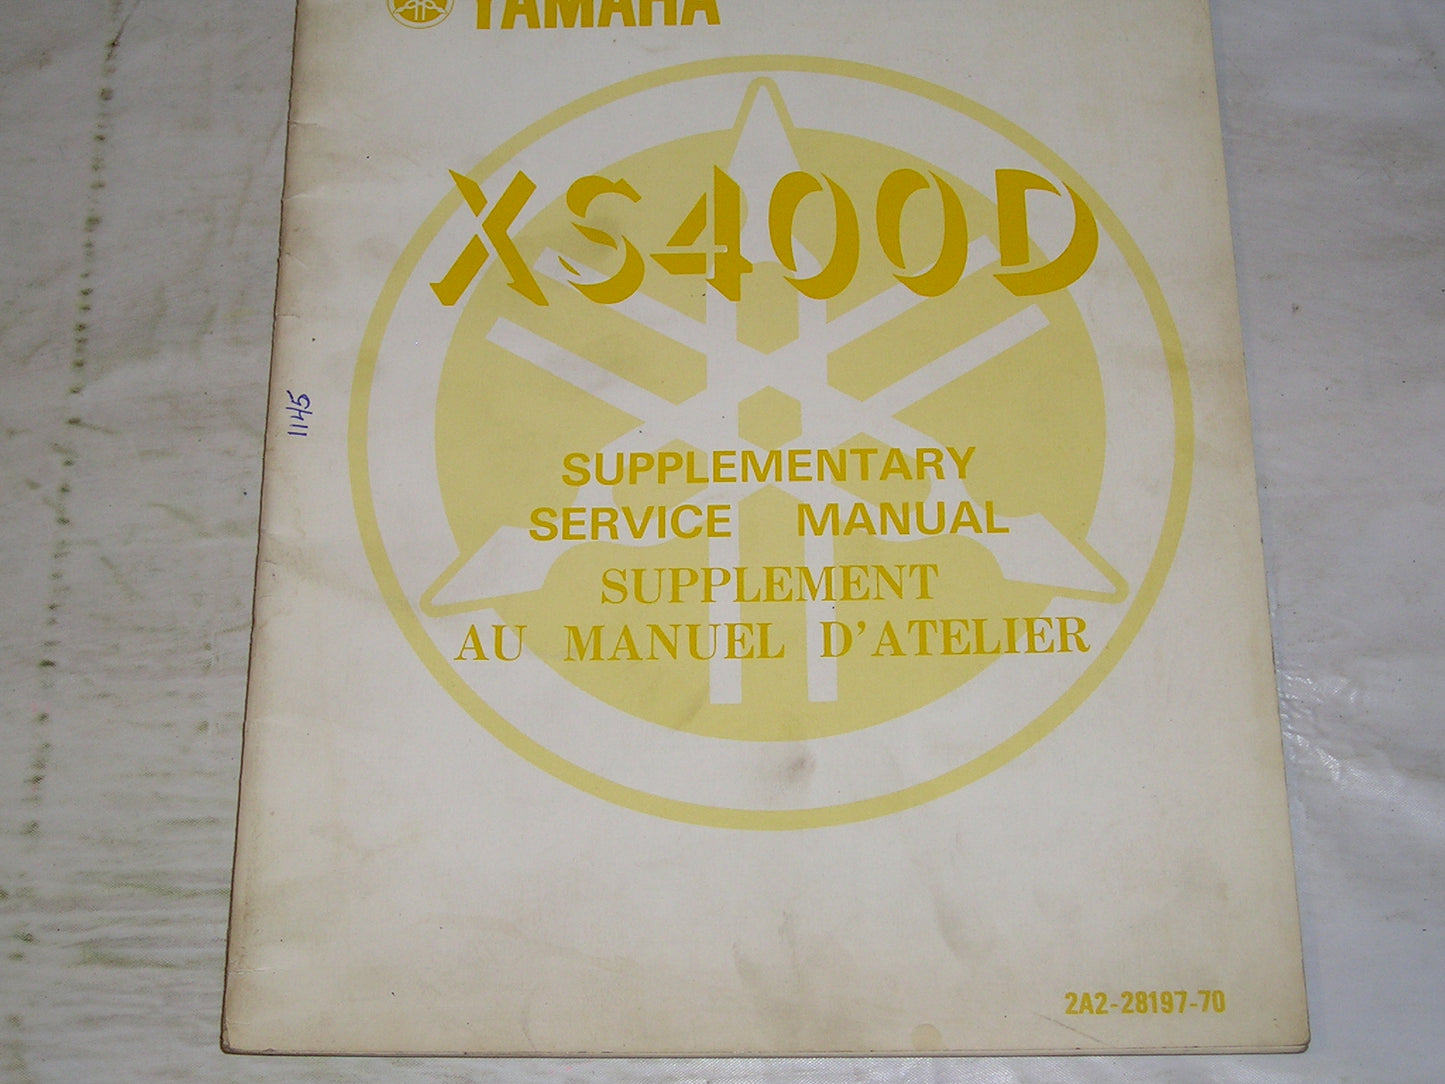 YAMAHA
XS400D
1145
SUPPLEMENTARY
SERVICE MANUAL
SUPPLEMENT
AU MANUEL D'ATELIER
2A2-28197-70